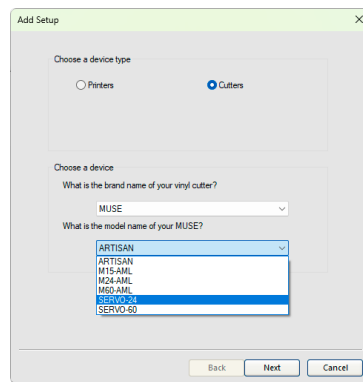 Add Setup
Choose a device type
Printers
Cutters
Choose a device
What is the brand name of your vinyl cutter?
MUSE
What is the model name of your MUSE?
ARTISAN
ARTISAN
M15-AML
M24-AML
M60-AML
SERVO-24
SERVO-60
Back Next Cancel